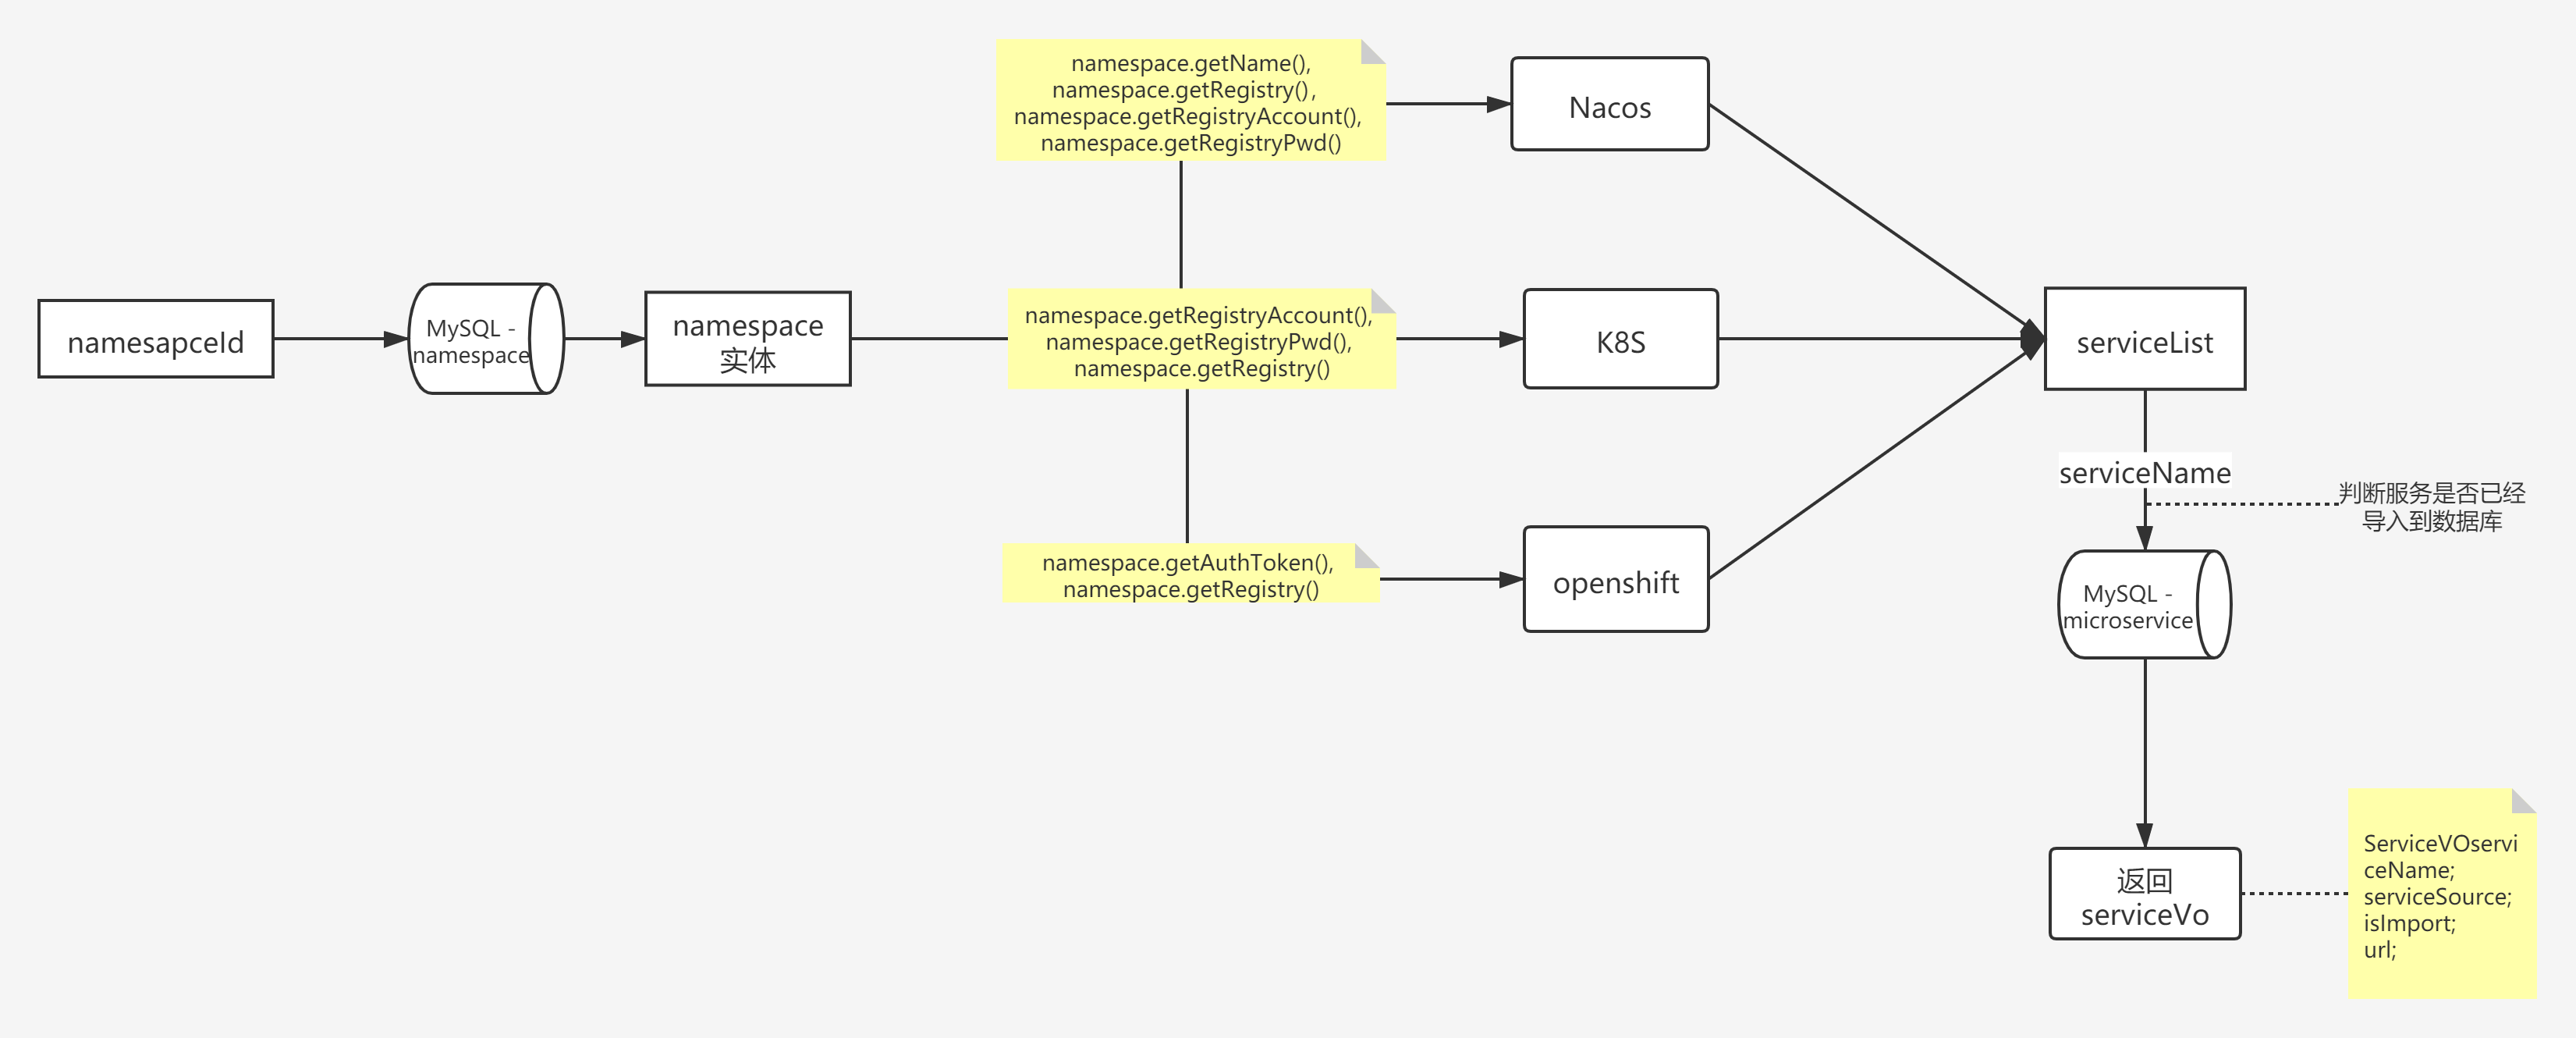 namespace.getName(),
namespace.getRegistry(),
namespace.getRegistryAccount(),
namespace.getRegistryPwd()
Nacos
namesapceId
MySQL -
namespace
namespace
实体
namespace.getRegistryAccount(),
namespace.getRegistryPwd(),
namespace.getRegistry()
K8S
serviceList
serviceName
判断服务是否已经
导入到数据库
namespace.getAuthToken(),
namespace.getRegistry()
openshift
MySQL -
microservice
返回
serviceVo
ServiceVOservi
ceName;
serviceSource;
isImport;
url;